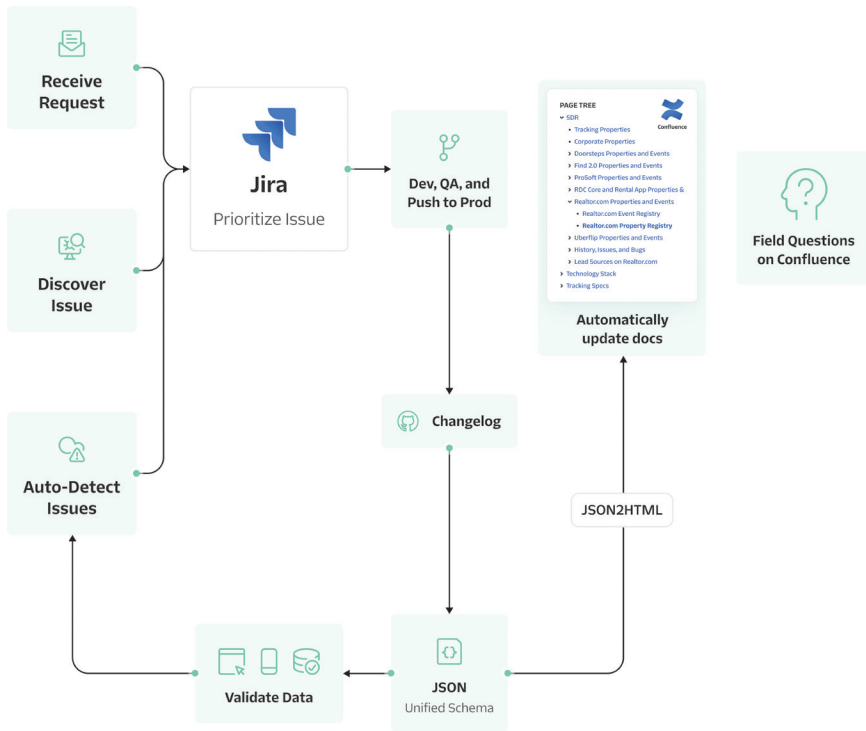 Receive
Request
Discover
Issue
Auto-Detect
Issues
Jira
Prioritize Issue
Dev, QA, and
Push to Prod
Changelog
JSON
Unified Schema
Validate Data
JSON2HTML
PAGE TREE
Confluence
SDR
Tracking Properties
Corporate Properties
Doorsteps Properties and Events
Find 2.0 Properties and Events
ProSoft Properties and Events
RDC Core and Rental App Properties &
Realtor.com Properties and Events
Realtor.com Event Registry
Realtor.com Property Registry
Uberflip Properties and Events
History, Issues, and Bugs
Lead Sources on Realtor.com
Technology Stack
Tracking Specs
Automatically
update docs
Field Questions
on Confluence